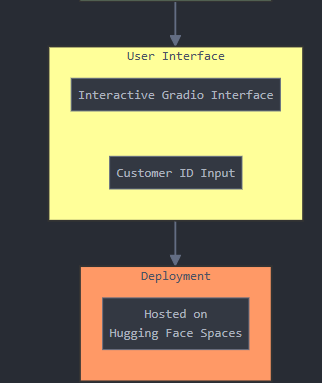 User Interface
Interactive Gradio Interface
Customer ID Input
Deployment
Hosted on
Hugging Face Spaces